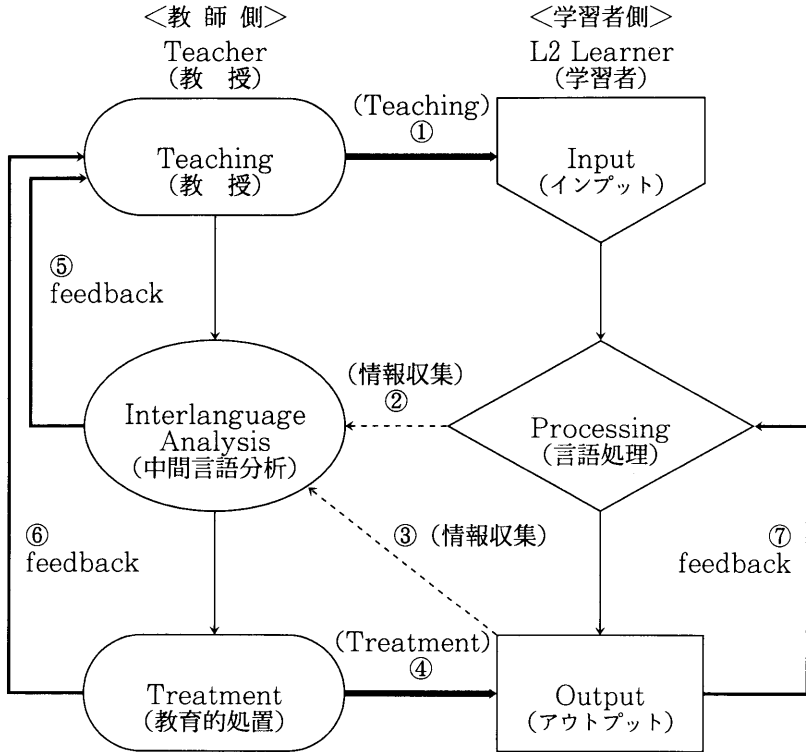 <教 師 側>
Teacher
(教　授)
<学習者側>
L2 Learner
(学習者)
(Teaching)
①
Teaching
(教　授)
Input
(インプット)
⑤
feedback
(情報収集)
②
Interlanguage
Analysis
(中間言語分析)
Processing
(言語処理)
⑥
feedback
③ (情報収集)
⑦
feedback
(Treatment)
④
Treatment
(教育的処置)
Output
(アウトプット)